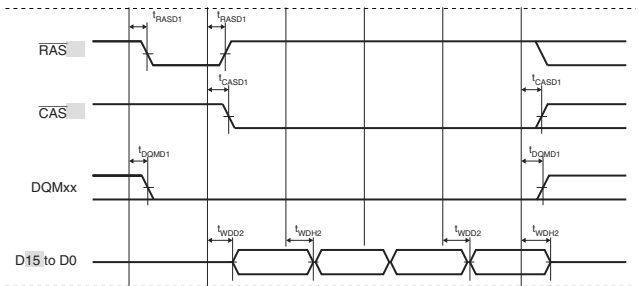 tRASD1 tRASD1
RAS
tCASD1 tCASD1
CAS
tDQMD1 tDQMD1
DQMxx
tWDD2 tWDH2 tWDD2 tWDH2
D15 to D0